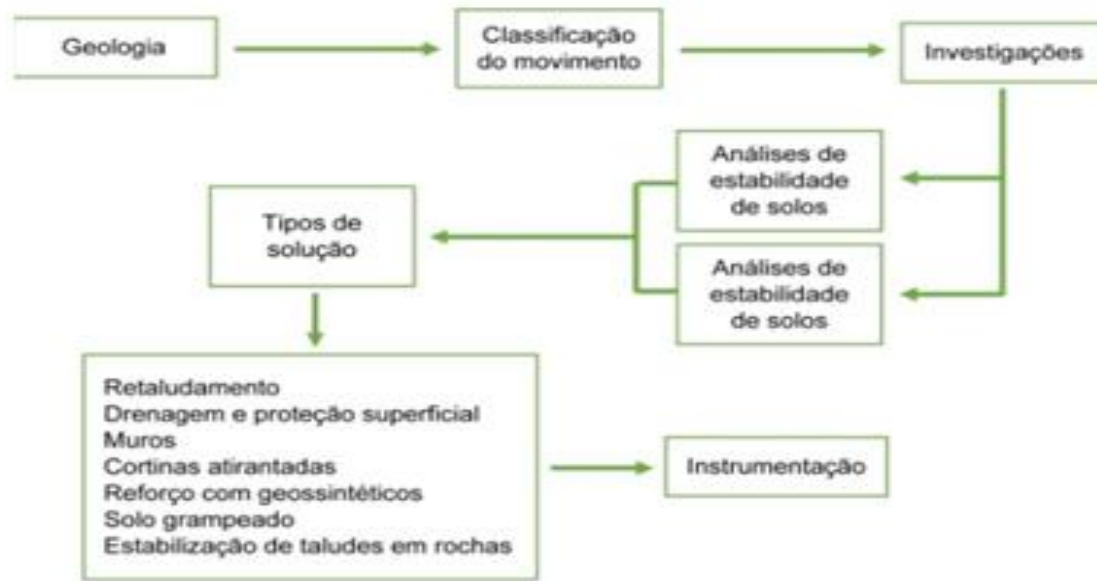 Geologia
Classificação
do movimento
Investigações
Análises de
estabilidade
de solos
Tipos de
solução
Análises de
estabilidade
de solos
Retaludamento
Drenagem e proteção superficial
Muros
Cortinas atirantadas
Reforço com geossintéticos
Solo grampeado
Estabilização de taludes em rochas
Instrumentação